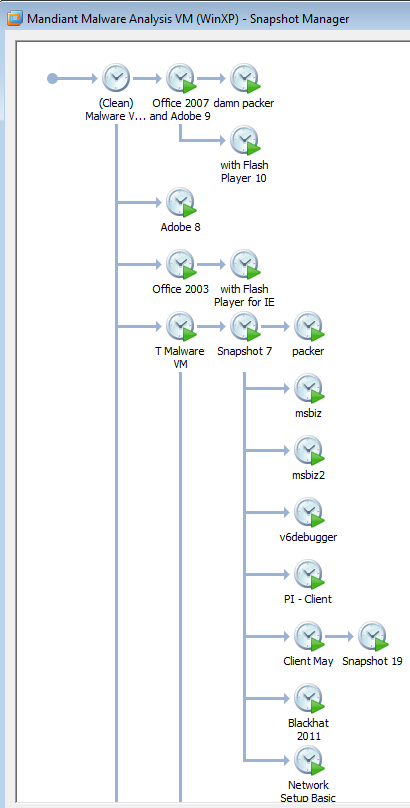 Mandiant Malware Analysis VM (WinXP) - Snapshot Manager
(Clean)
Malware V...
Office 2007
and Adobe 9
damn packer
with Flash
Player 10
Adobe 8
Office 2003
with Flash
Player for IE
T Malware
VM
Snapshot 7
packer
msbiz
msbiz2
v6debugger
PI - Client
Client May
Snapshot 19
Blackhat
2011
Network
Setup Basic